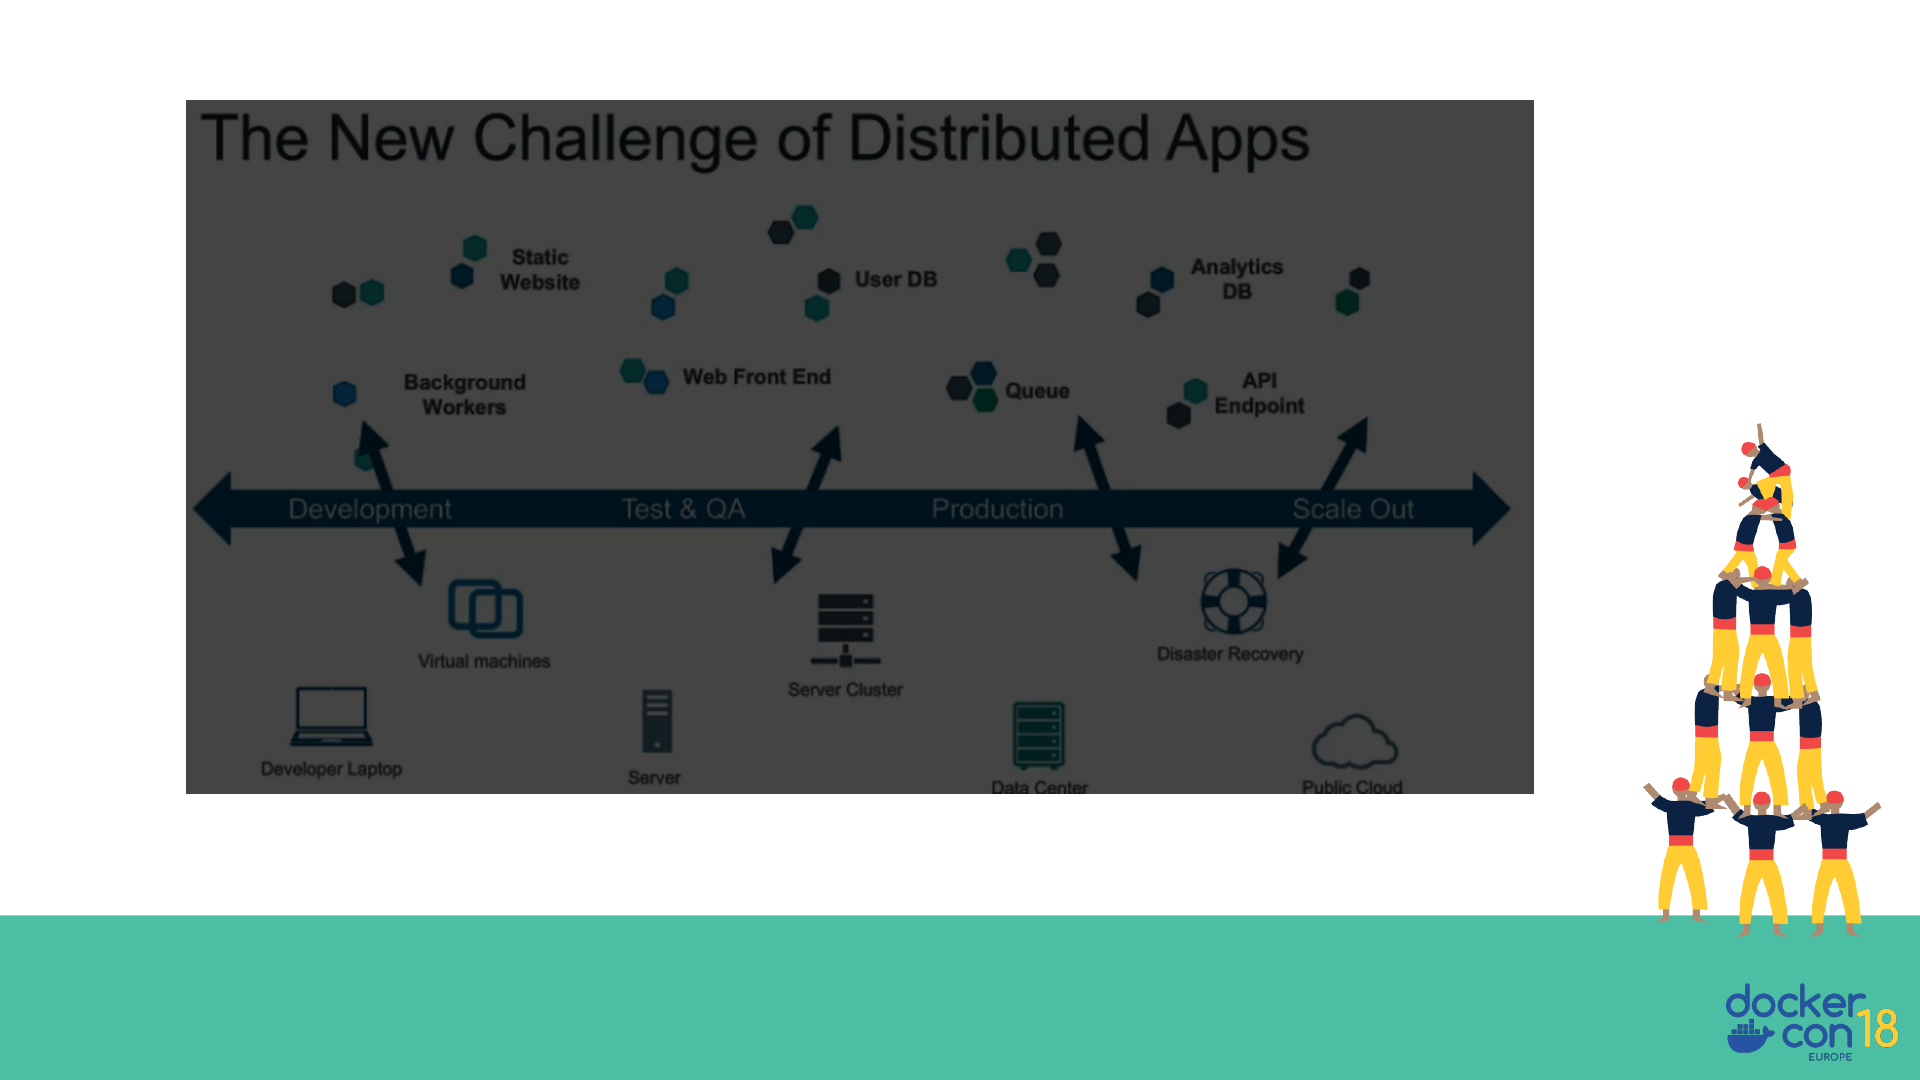 The New Challenge of Distributed Apps
Static
Website
User DB
Analytics
DB
Background
Workers
Web Front End
Queue
API
Endpoint
Development
Test & QA
Production
Scale Out
Virtual machines
Server Cluster
Disaster Recovery
Developer Laptop
Server
Data Center
Public Cloud
docker
con 18
EUROPE